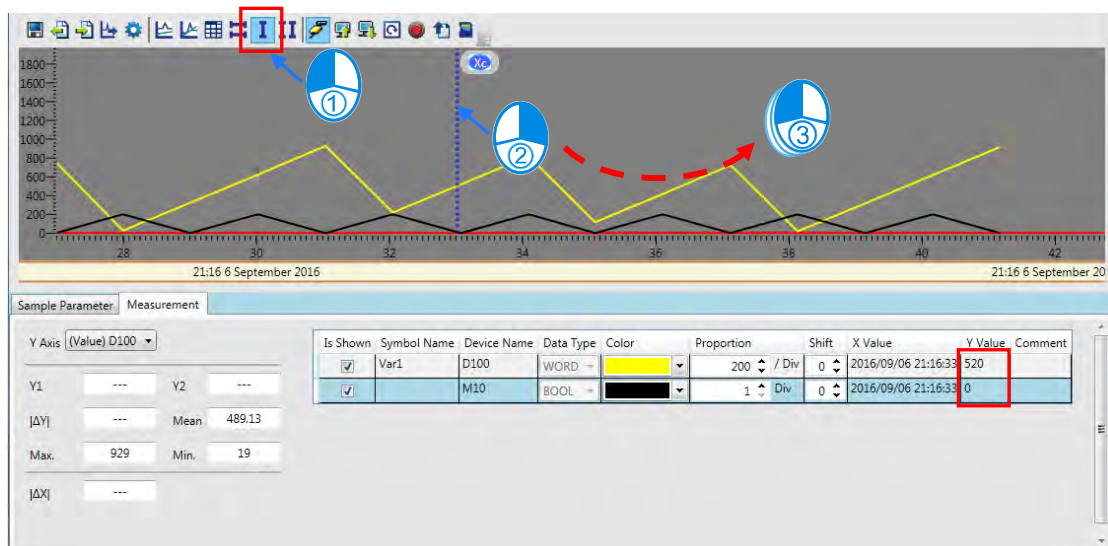 1800
1600
1400
1200
1000
800
600
400
200
0
Xc
①
②
③
28 30 32 34 36 38 40 42
21:16 6 September 2016 21:16 6 September 20
Sample Parameter Measurement
Y Axis (Value) D100
Y1 --- Y2 ---
|ΔY| --- Mean 489.13
Max. 929 Min. 19
|ΔX| ---
Is Shown Symbol Name Device Name Data Type Color Proportion Shift X Value Y Value Comment
Var1 D100 WORD 200 / Div 0 2016/09/06 21:16:33 520
M10 BOOL 1 Div 0 2016/09/06 21:16:33 0